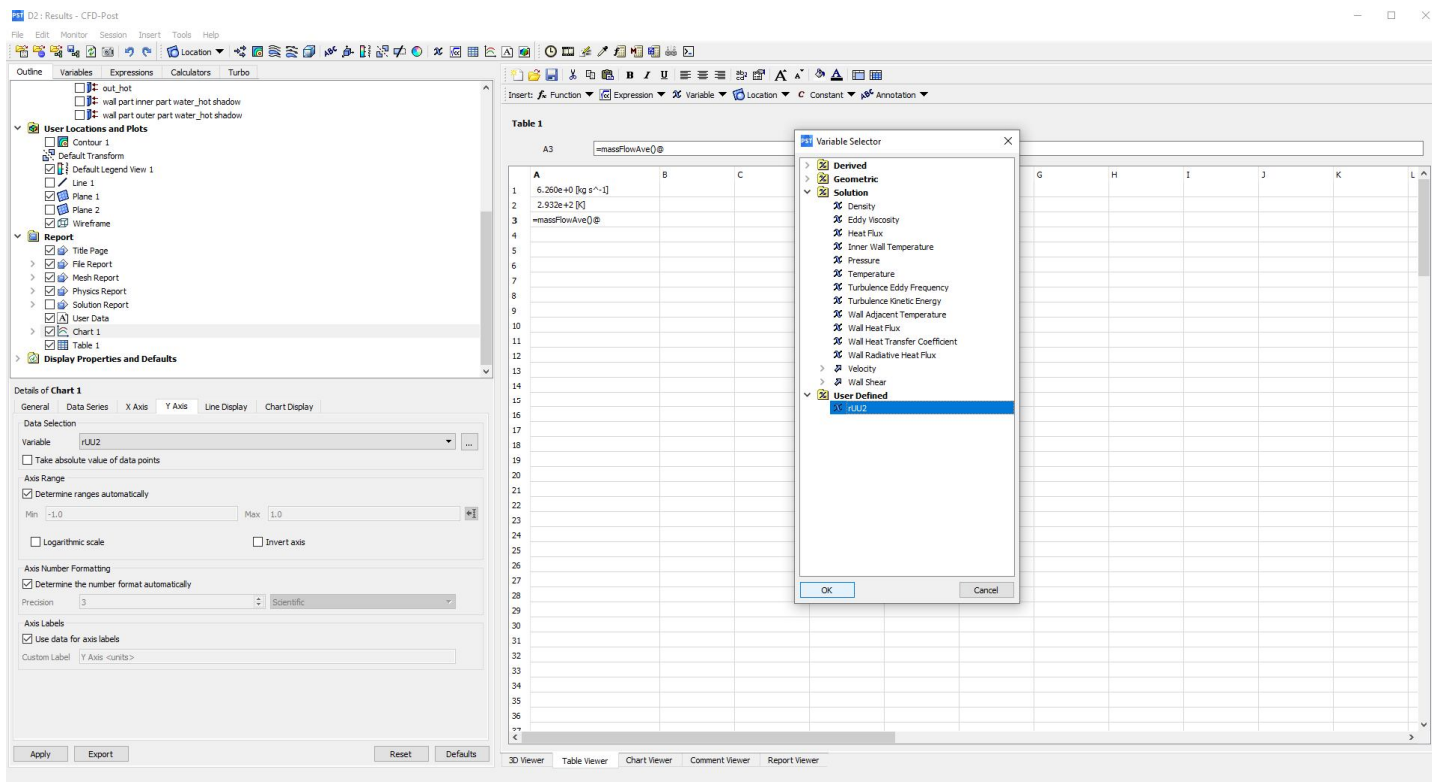 PST D2 : Results - CFD-Post
File Edit Monitor Session Insert Tools Help
Location
Outline Variables Expressions Calculators Turbo
out_hot
wall part inner part water_hot shadow
wall part outer part water_hot shadow
User Locations and Plots
Contour 1
Default Transform
Default Legend View 1
Line 1
Plane 1
Plane 2
Wireframe
Report
Title Page
File Report
Mesh Report
Physics Report
Solution Report
User Data
Chart 1
Table 1
Display Properties and Defaults
Details of Chart 1
General Data Series X Axis Y Axis Line Display Chart Display
Data Selection
Variable rUU2 ...
Take absolute value of data points
Axis Range
Determine ranges automatically
Min -1.0 Max 1.0
Logarithmic scale Invert axis
Axis Number Formatting
Determine the number format automatically
Precision 3 Scientific
Axis Labels
Use data for axis labels
Custom Label Y Axis <units>
Apply Export Reset Defaults
B I U
Insert: fx Function Expression Variable Location C Constant Annotation
Table 1
A3 =massFlowAve()@
A B C G H I J K L
1 6.260e+0 [kg s^-1]
2 2.932e+2 [K]
3 =massFlowAve()@
4
5
6
7
8
9
10
11
12
13
14
15
16
17
18
19
20
21
22
23
24
25
26
27
28
29
30
31
32
33
34
35
36
37
3D Viewer Table Viewer Chart Viewer Comment Viewer Report Viewer
PST Variable Selector
Derived
Geometric
Solution
Density
Eddy Viscosity
Heat Flux
Inner Wall Temperature
Pressure
Temperature
Turbulence Eddy Frequency
Turbulence Kinetic Energy
Wall Adjacent Temperature
Wall Heat Flux
Wall Heat Transfer Coefficient
Wall Radiative Heat Flux
Velocity
Wall Shear
User Defined
rUU2
OK Cancel